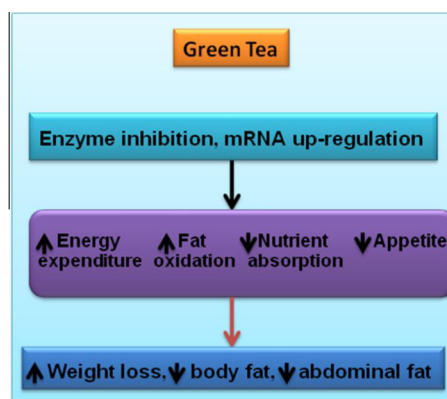 Green Tea
Enzyme inhibition, mRNA up-regulation
Energy expenditure
Fat oxidation
Nutrient absorption
Appetite
Weight loss, body fat, abdominal fat